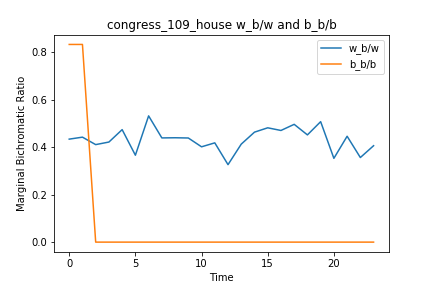 congress_109_house w_b/w and b_b/b
w_b/w
b_b/b
Marginal Bichromatic Ratio
0.8
0.6
0.4
0.2
0.0
0 5 10 15 20
Time